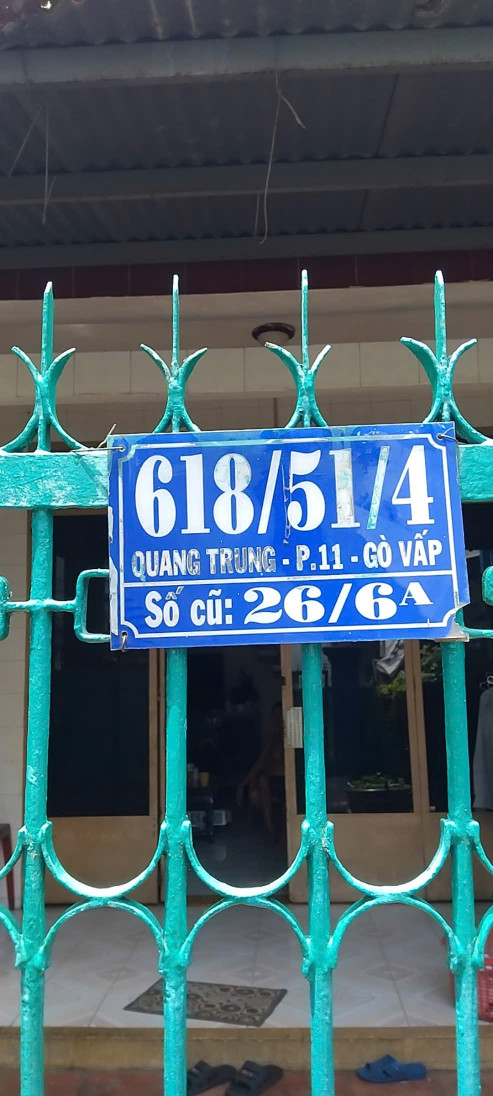 618/51/4
QUANG TRUNG - P.11 - GÒ VẤP
Số cũ: 26/6A